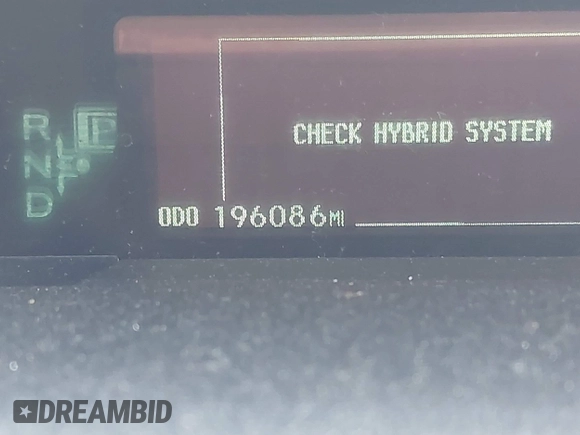 R P
N
D
CHECK HYBRID SYSTEM
ODO 196086MI
DREAMBID